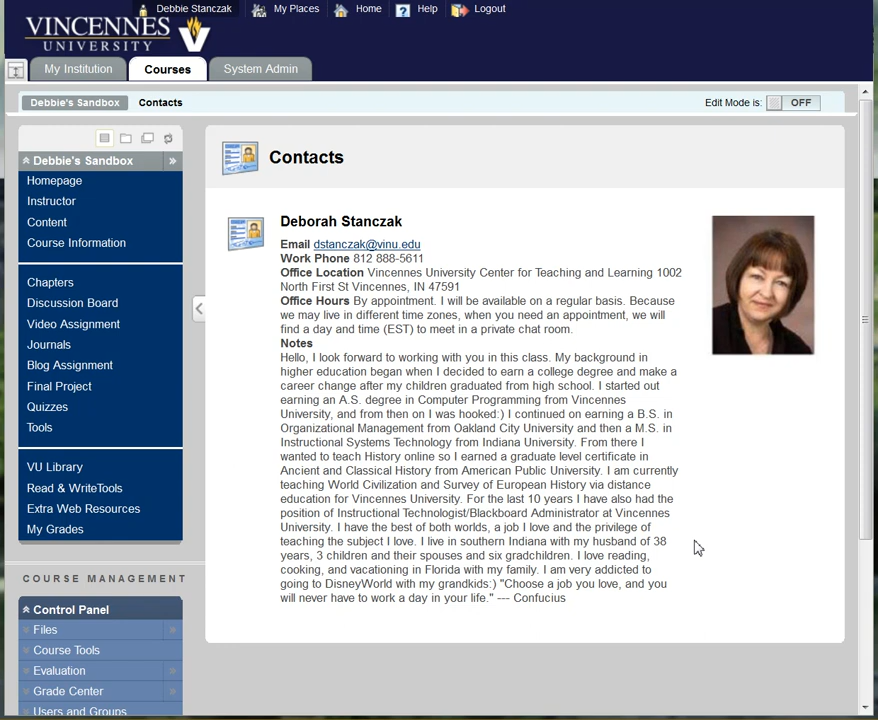 Debbie Stanczak My Places Home Help Logout
VINCENNES
UNIVERSITY
My Institution Courses System Admin
Debbie's Sandbox Contacts Edit Mode is: OFF
Debbie's Sandbox
Homepage
Instructor
Content
Course Information
Chapters
Discussion Board
Video Assignment
Journals
Blog Assignment
Final Project
Quizzes
Tools
VU Library
Read & WriteTools
Extra Web Resources
My Grades
COURSE MANAGEMENT
Control Panel
Files
Course Tools
Evaluation
Grade Center
Users and Groups
Contacts
Deborah Stanczak
Email dstanczak@vinu.edu
Work Phone 812 888-5611
Office Location Vincennes University Center for Teaching and Learning 1002
North First St Vincennes, IN 47591
Office Hours By appointment. I will be available on a regular basis. Because
we may live in different time zones, when you need an appointment, we will
find a day and time (EST) to meet in a private chat room.
Notes
Hello, I look forward to working with you in this class. My background in
higher education began when I decided to earn a college degree and make a
career change after my children graduated from high school. I started out
earning an A.S. degree in Computer Programming from Vincennes
University, and from then on I was hooked:) I continued on earning a B.S. in
Organizational Management from Oakland City University and then a M.S. in
Instructional Systems Technology from Indiana University. From there I
wanted to teach History online so I earned a graduate level certificate in
Ancient and Classical History from American Public University. I am currently
teaching World Civilization and Survey of European History via distance
education for Vincennes University. For the last 10 years I have also had the
position of Instructional Technologist/Blackboard Administrator at Vincennes
University. I have the best of both worlds, a job I love and the privilege of
teaching the subject I love. I live in southern Indiana with my husband of 38
years, 3 children and their spouses and six gradchildren. I love reading,
cooking, and vacationing in Florida with my family. I am very addicted to
going to DisneyWorld with my grandkids:) "Choose a job you love, and you
will never have to work a day in your life." --- Confucius